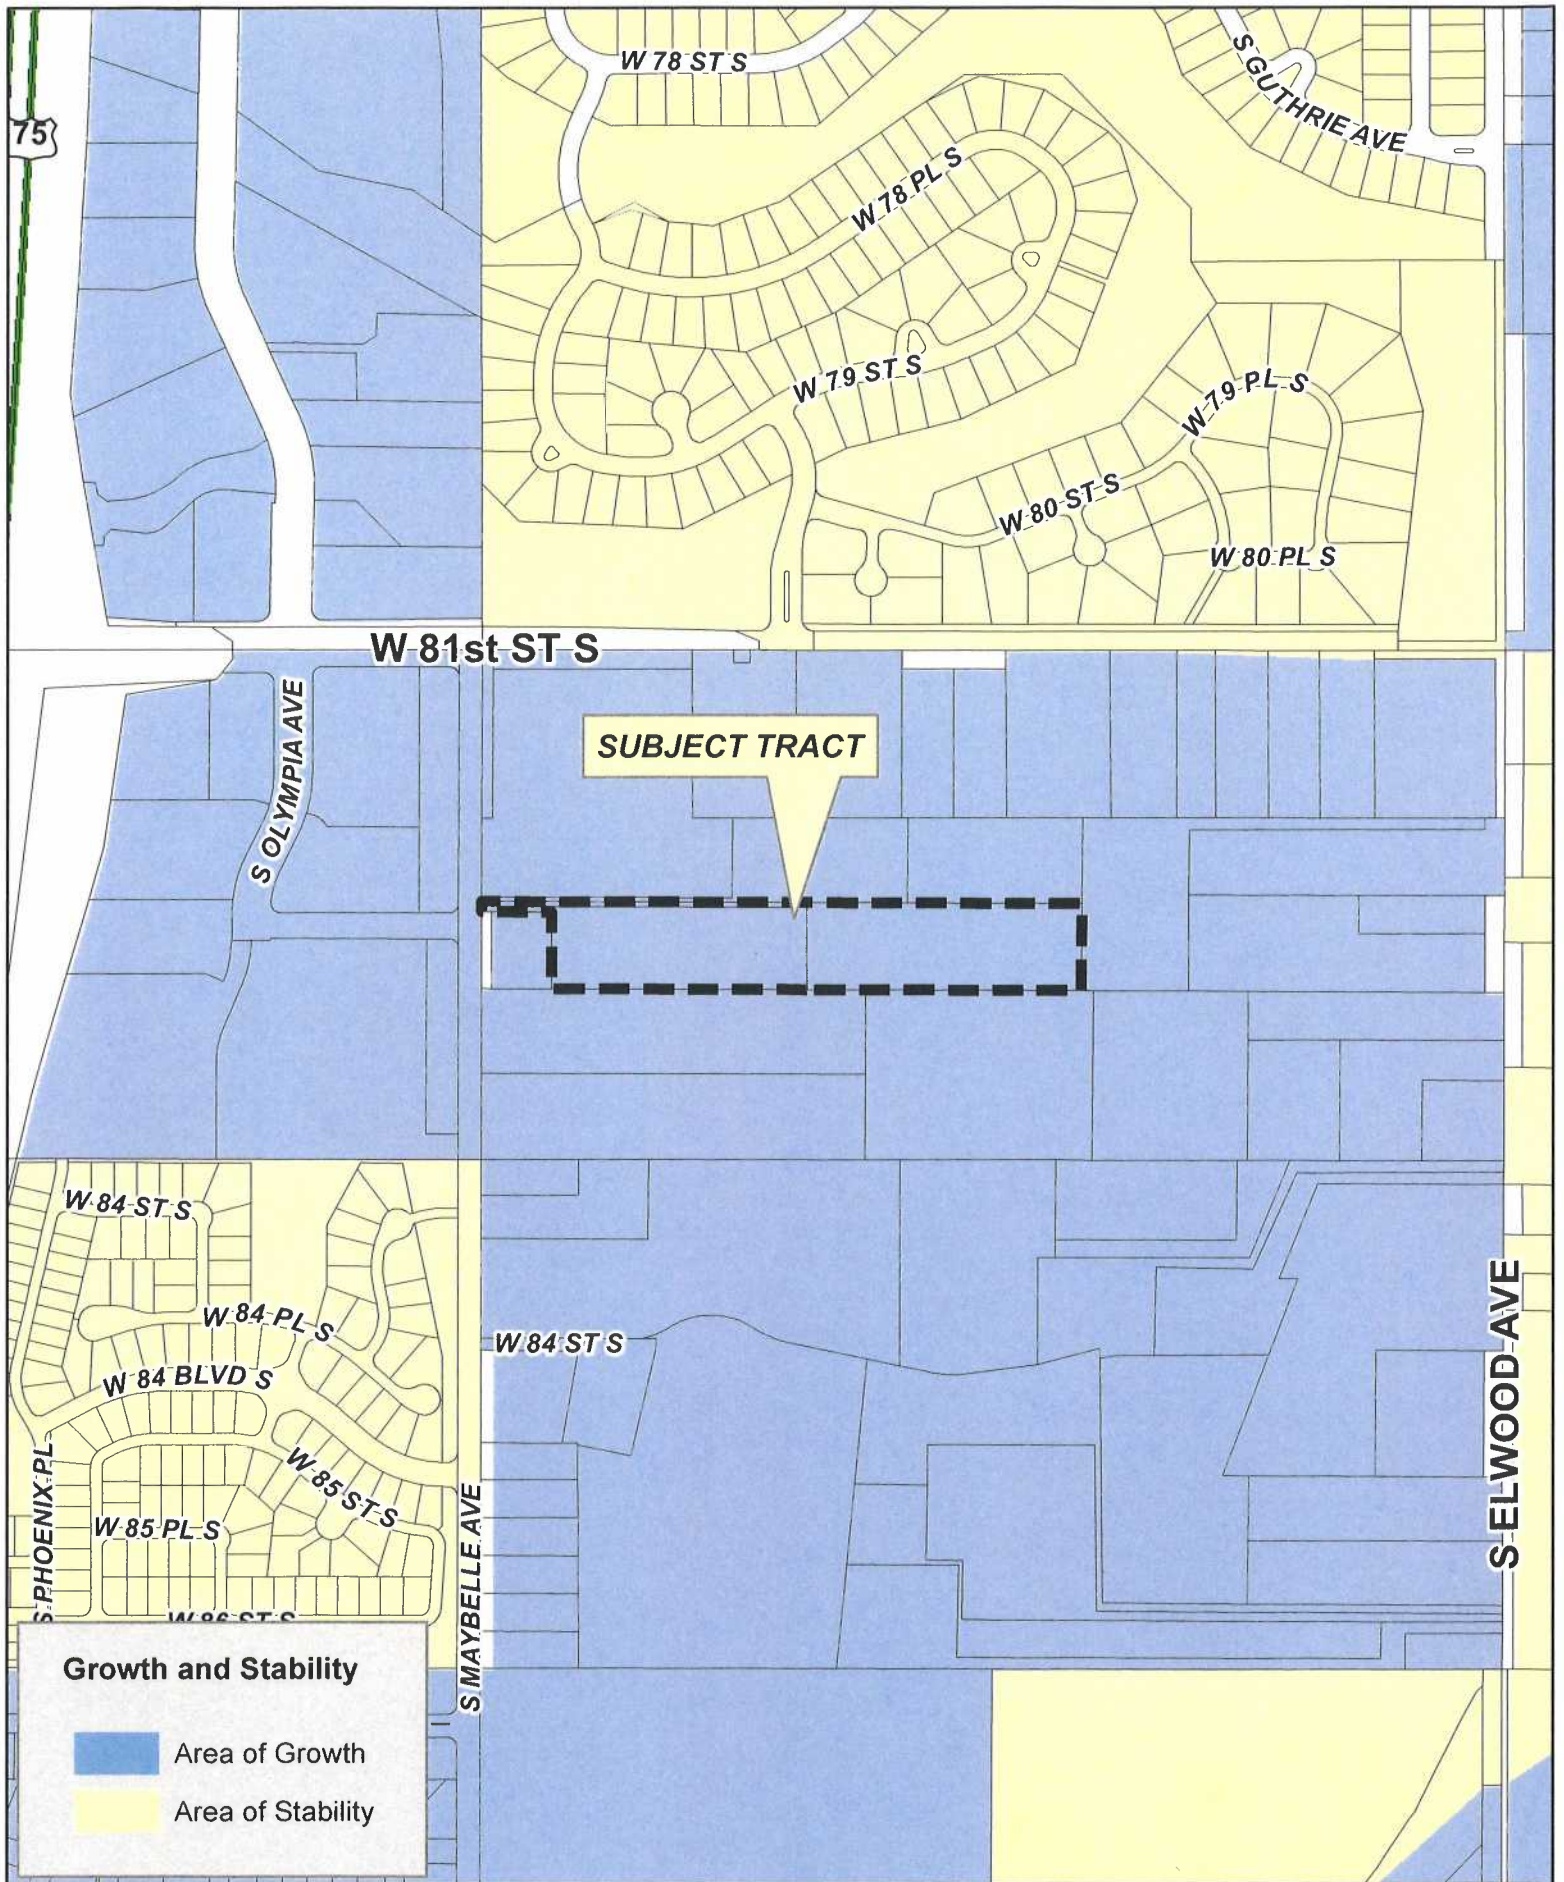 W 78 ST S
S GUTHRIE AVE
75
W 78 PL S
W 79 ST S
W 79 PL S
W 80 ST S
W 80 PL S
W 81st ST S
S OLYMPIA AVE
SUBJECT TRACT
W 84 ST S
W 84 PL S
W 84 ST S
W 84 BLVD S
S ELWOOD AVE
W 85 ST S
S PHOENIX PL
W 85 PL S
S MAYBELLE AVE
W 86 ST S
Growth and Stability
Area of Growth
Area of Stability